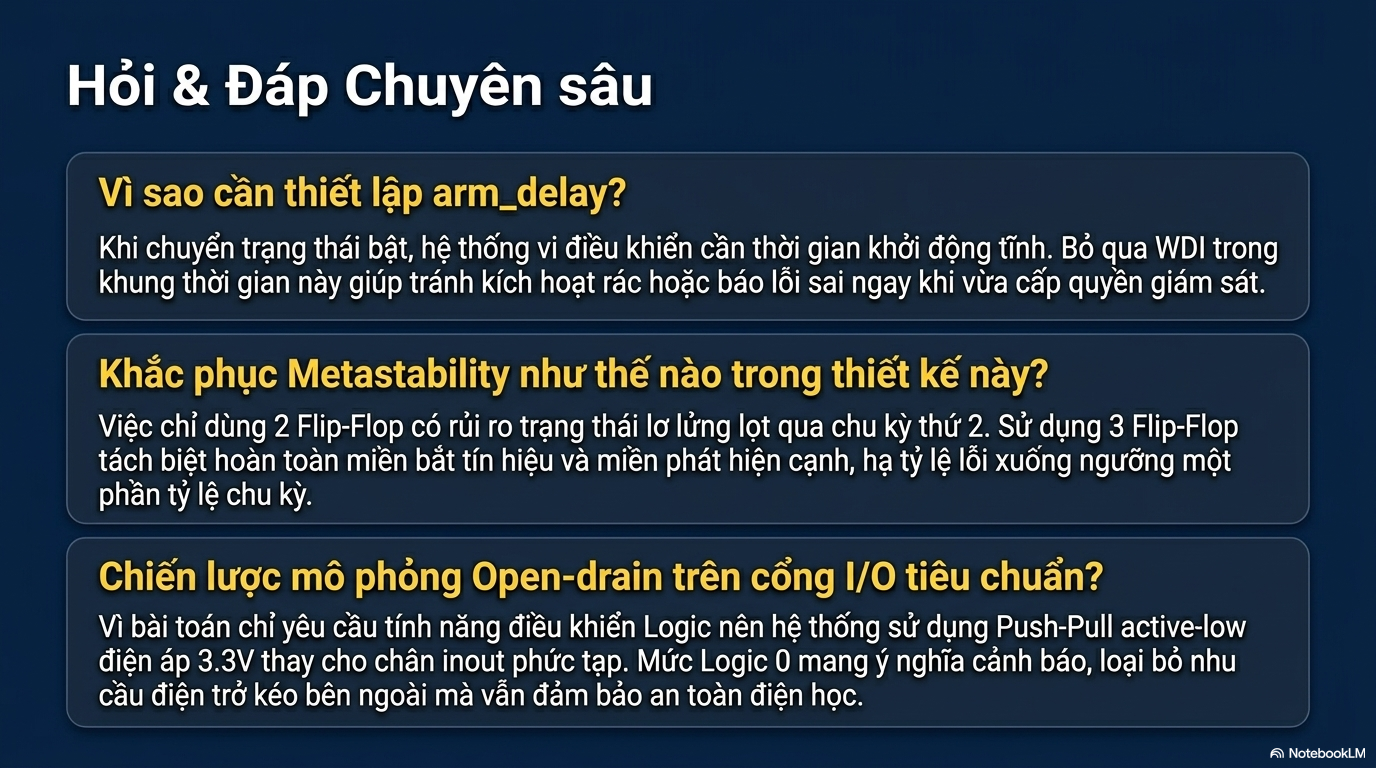 Hỏi & Đáp Chuyên sâu
Vì sao cần thiết lập arm_delay?
Khi chuyển trạng thái bật, hệ thống vi điều khiển cần thời gian khởi động tĩnh. Bỏ qua WDI trong
khung thời gian này giúp tránh kích hoạt rác hoặc báo lỗi sai ngay khi vừa cấp quyền giám sát.
Khắc phục Metastability như thế nào trong thiết kế này?
Việc chỉ dùng 2 Flip-Flop có rủi ro trạng thái lơ lửng lọt qua chu kỳ thứ 2. Sử dụng 3 Flip-Flop
tách biệt hoàn toàn miền bắt tín hiệu và miền phát hiện cạnh, hạ tỷ lệ lỗi xuống ngưỡng một
phần tỷ lệ chu kỳ.
Chiến lược mô phỏng Open-drain trên cổng I/O tiêu chuẩn?
Vì bài toán chỉ yêu cầu tính năng điều khiển Logic nên hệ thống sử dụng Push-Pull active-low
điện áp 3.3V thay cho chân inout phức tạp. Mức Logic 0 mang ý nghĩa cảnh báo, loại bỏ nhu
cầu điện trở kéo bên ngoài mà vẫn đảm bảo an toàn điện học.
NotebookLM